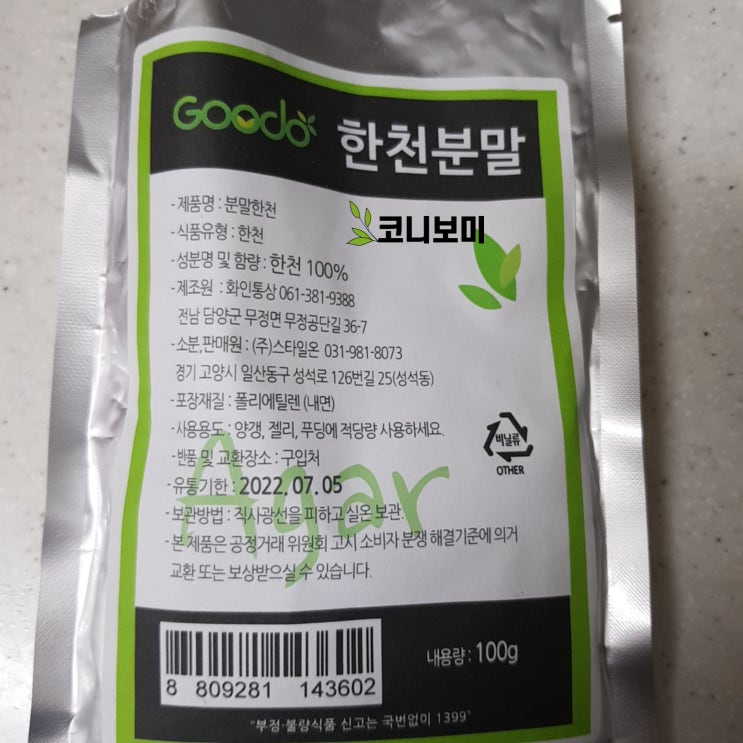 Goodo 한천분말
- 제품명 : 분말한천
코니보미
- 식품유형 : 한천
- 성분명 및 함량 : 한천 100%
- 제조원 : 화인통상 061-381-9388
전남 담양군 무정면 무정공단길 36-7
- 소분,판매원 : (주)스타일온 031-981-8073
경기 고양시 일산동구 성석로 126번길 25(성석동)
- 포장재질 : 폴리에틸렌 (내면)
- 사용용도 : 양갱, 젤리, 푸딩에 적당량 사용하세요.
비닐류
OTHER
- 반품 및 교환장소 : 구입처
Agar
- 유통기한 : 2022.07.05
- 보관방법 : 직사광선을 피하고 실온 보관.
- 본 제품은 공정거래 위원회 고시 소비자 분쟁 해결기준에 의거
교환 또는 보상받으실 수 있습니다.
8 809281 143602
내용량 : 100g
"부정·불량식품 신고는 국번없이 1399"